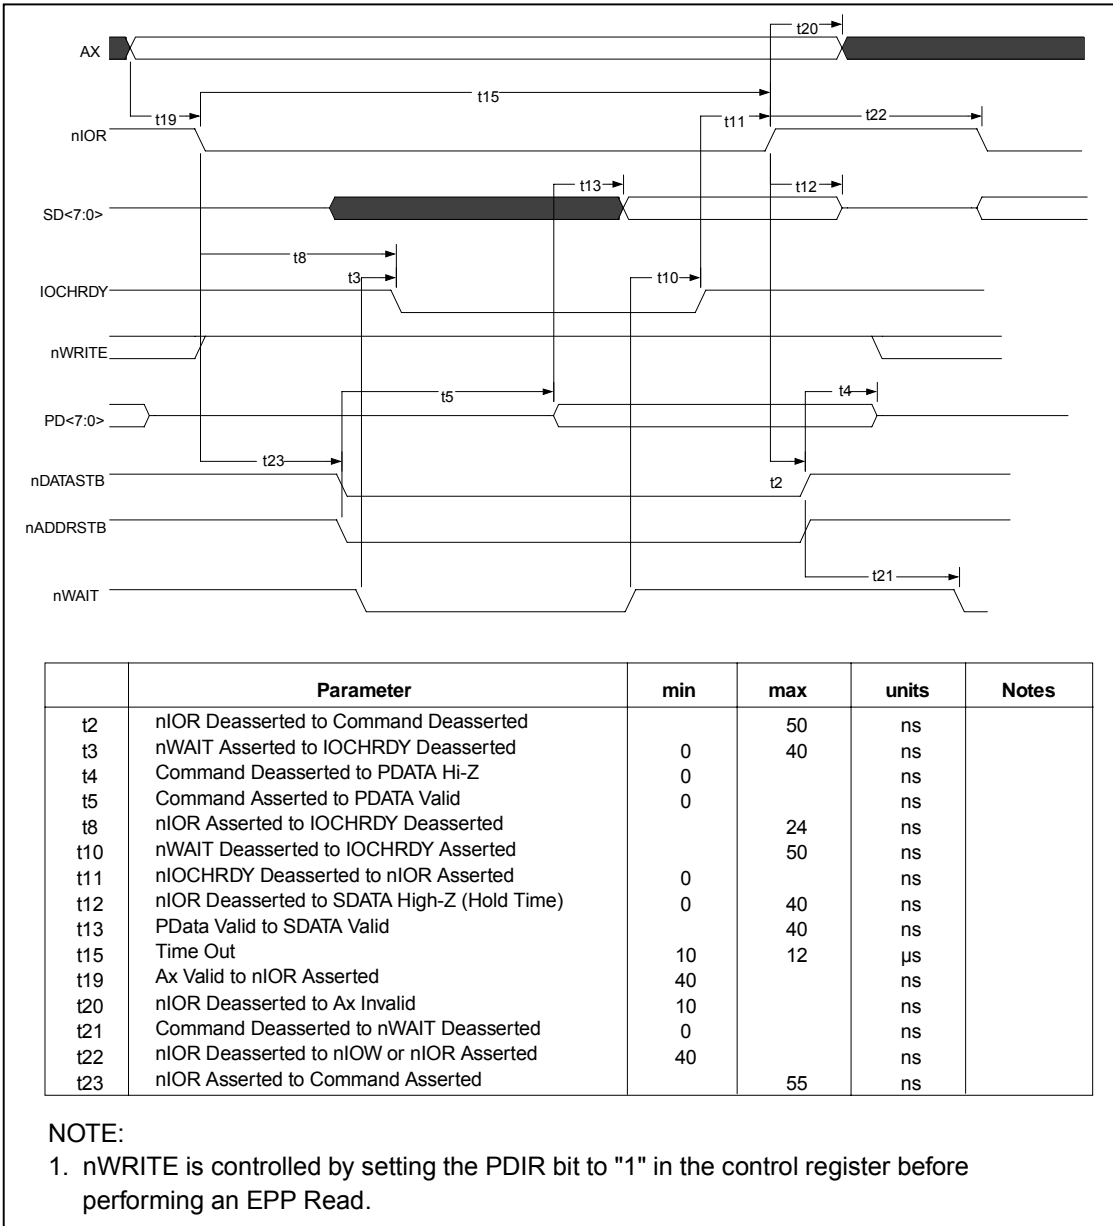 t20
AX
t15
t19
t11
t22
nIOR
t13
t12
SD<7:0>
t8
t3
t10
IOCHRDY
nWRITE
t5
t4
PD<7:0>
t23
nDATASTB
t2
nADDRSTB
t21
nWAIT
Parameter min max units Notes
t2 nIOR Deasserted to Command Deasserted 50 ns
t3 nWAIT Asserted to IOCHRDY Deasserted 0 40 ns
t4 Command Deasserted to PDATA Hi-Z 0 ns
t5 Command Asserted to PDATA Valid 0 ns
t8 nIOR Asserted to IOCHRDY Deasserted 24 ns
t10 nWAIT Deasserted to IOCHRDY Asserted 50 ns
t11 nIOCHRDY Deasserted to nIOR Asserted 0 ns
t12 nIOR Deasserted to SDATA High-Z (Hold Time) 0 40 ns
t13 PData Valid to SDATA Valid 40 ns
t15 Time Out 10 12 µs
t19 Ax Valid to nIOR Asserted 40 ns
t20 nIOR Deasserted to Ax Invalid 10 ns
t21 Command Deasserted to nWAIT Deasserted 0 ns
t22 nIOR Deasserted to nIOW or nIOR Asserted 40 ns
t23 nIOR Asserted to Command Asserted 55 ns
NOTE:
1. nWRITE is controlled by setting the PDIR bit to "1" in the control register before
performing an EPP Read.